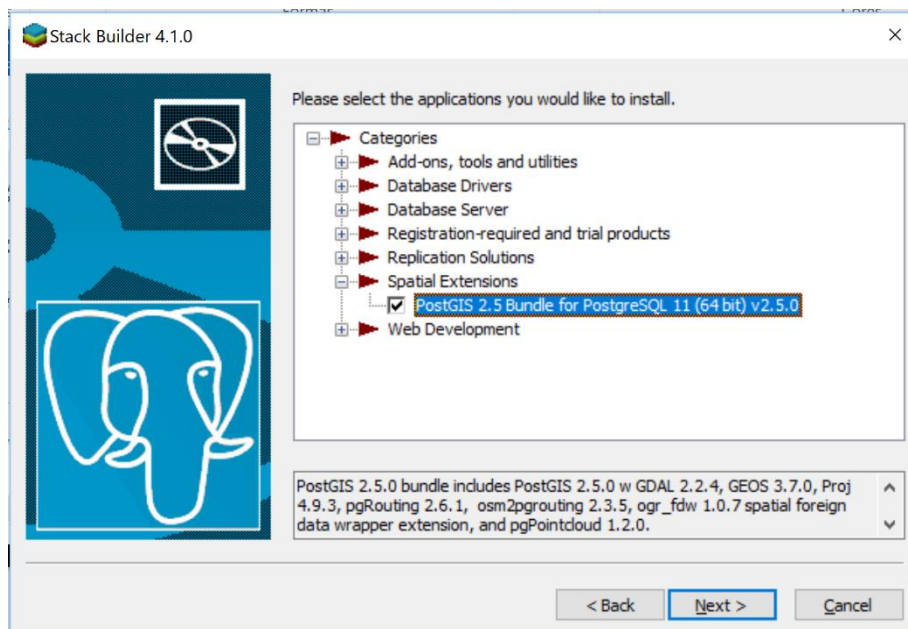 Stack Builder 4.1.0
Please select the applications you would like to install.
Categories
Add-ons, tools and utilities
Database Drivers
Database Server
Registration-required and trial products
Replication Solutions
Spatial Extensions
PostGIS 2.5 Bundle for PostgreSQL 11 (64 bit) v2.5.0
Web Development
PostGIS 2.5.0 bundle includes PostGIS 2.5.0 w GDAL 2.2.4, GEOS 3.7.0, Proj
4.9.3, pgRouting 2.6.1, osm2pgrouting 2.3.5, ogr_fdw 1.0.7 spatial foreign
data wrapper extension, and pgPointcloud 1.2.0.
< Back Next > Cancel